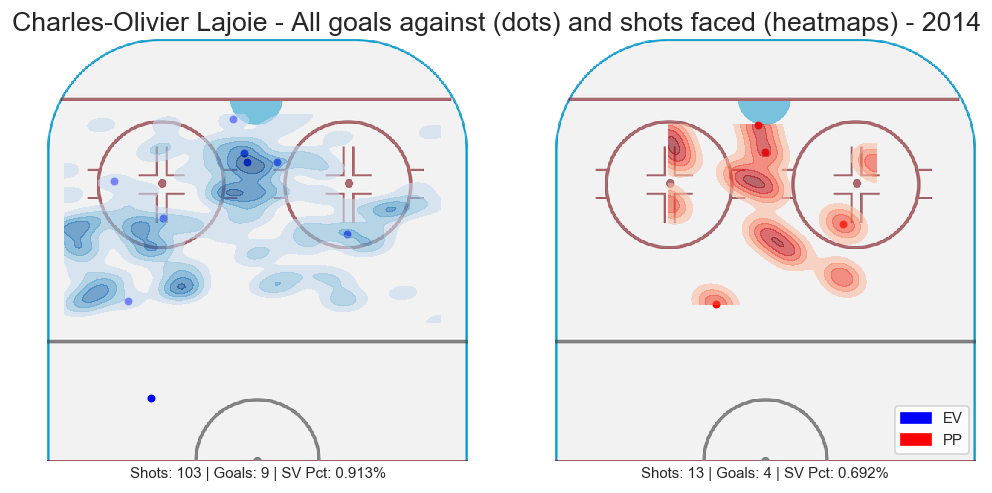 Charles-Olivier Lajoie - All goals against (dots) and shots faced (heatmaps) - 2014
EV
PP
Shots: 103 | Goals: 9 | SV Pct: 0.913%
Shots: 13 | Goals: 4 | SV Pct: 0.692%